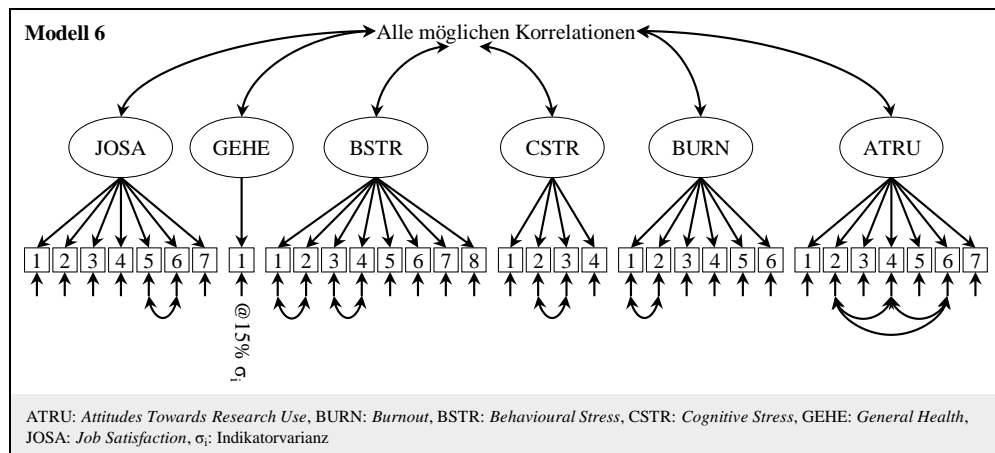 Modell 6
Alle möglichen Korrelationen
JOSA GEHE BSTR CSTR BURN ATRU
1 2 3 4 5 6 7 1 1 2 3 4 5 6 7 8 1 2 3 4 1 2 3 4 5 6 1 2 3 4 5 6 7
@15% σi
ATRU: Attitudes Towards Research Use, BURN: Burnout, BSTR: Behavioural Stress, CSTR: Cognitive Stress, GEHE: General Health,
JOSA: Job Satisfaction, σi: Indikatorvarianz